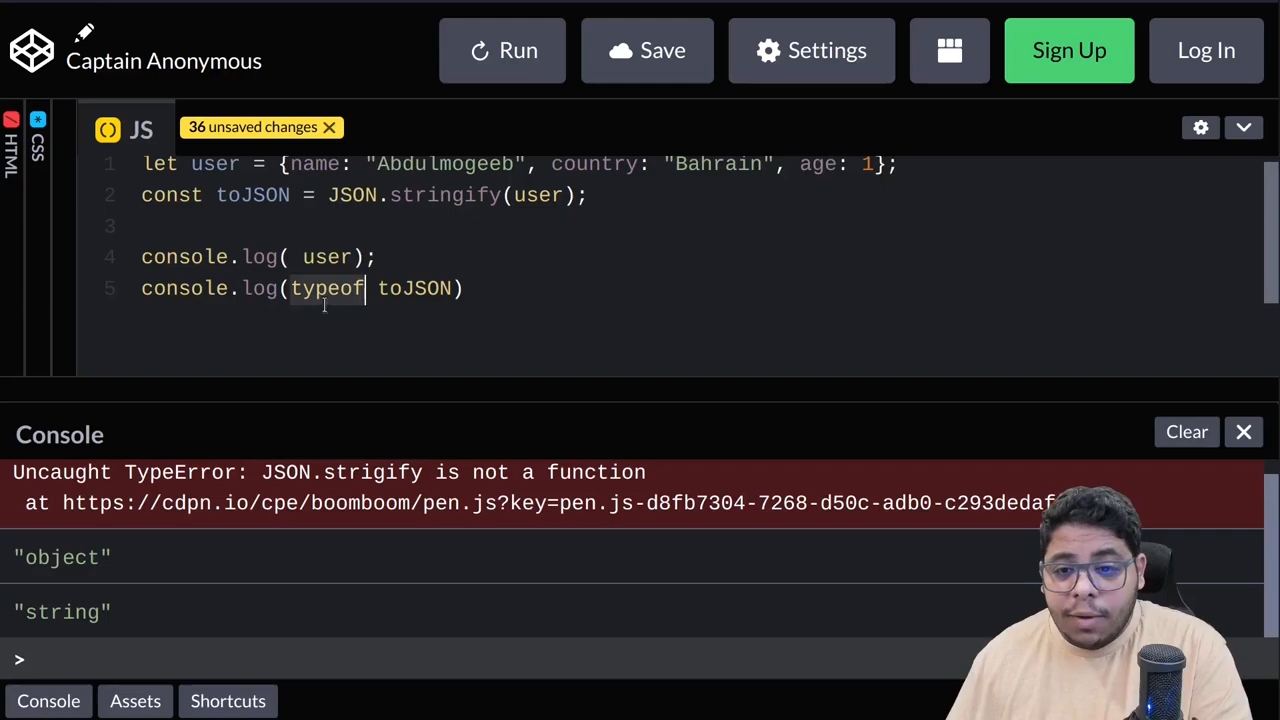 Captain Anonymous
Run
Save
Settings
Sign Up
Log In
HTML
CSS
JS
36 unsaved changes
1 let user = {name: "Abdulmogeeb", country: "Bahrain", age: 1};
2 const toJSON = JSON.stringify(user);
3
4 console.log( user);
5 console.log(typeof toJSON)
Console
Clear
Uncaught TypeError: JSON.strigify is not a function
at https://cdpn.io/cpe/boomboom/pen.js?key=pen.js-d8fb7304-7268-d50c-adb0-c293dedaf
"object"
"string"
>
Console
Assets
Shortcuts